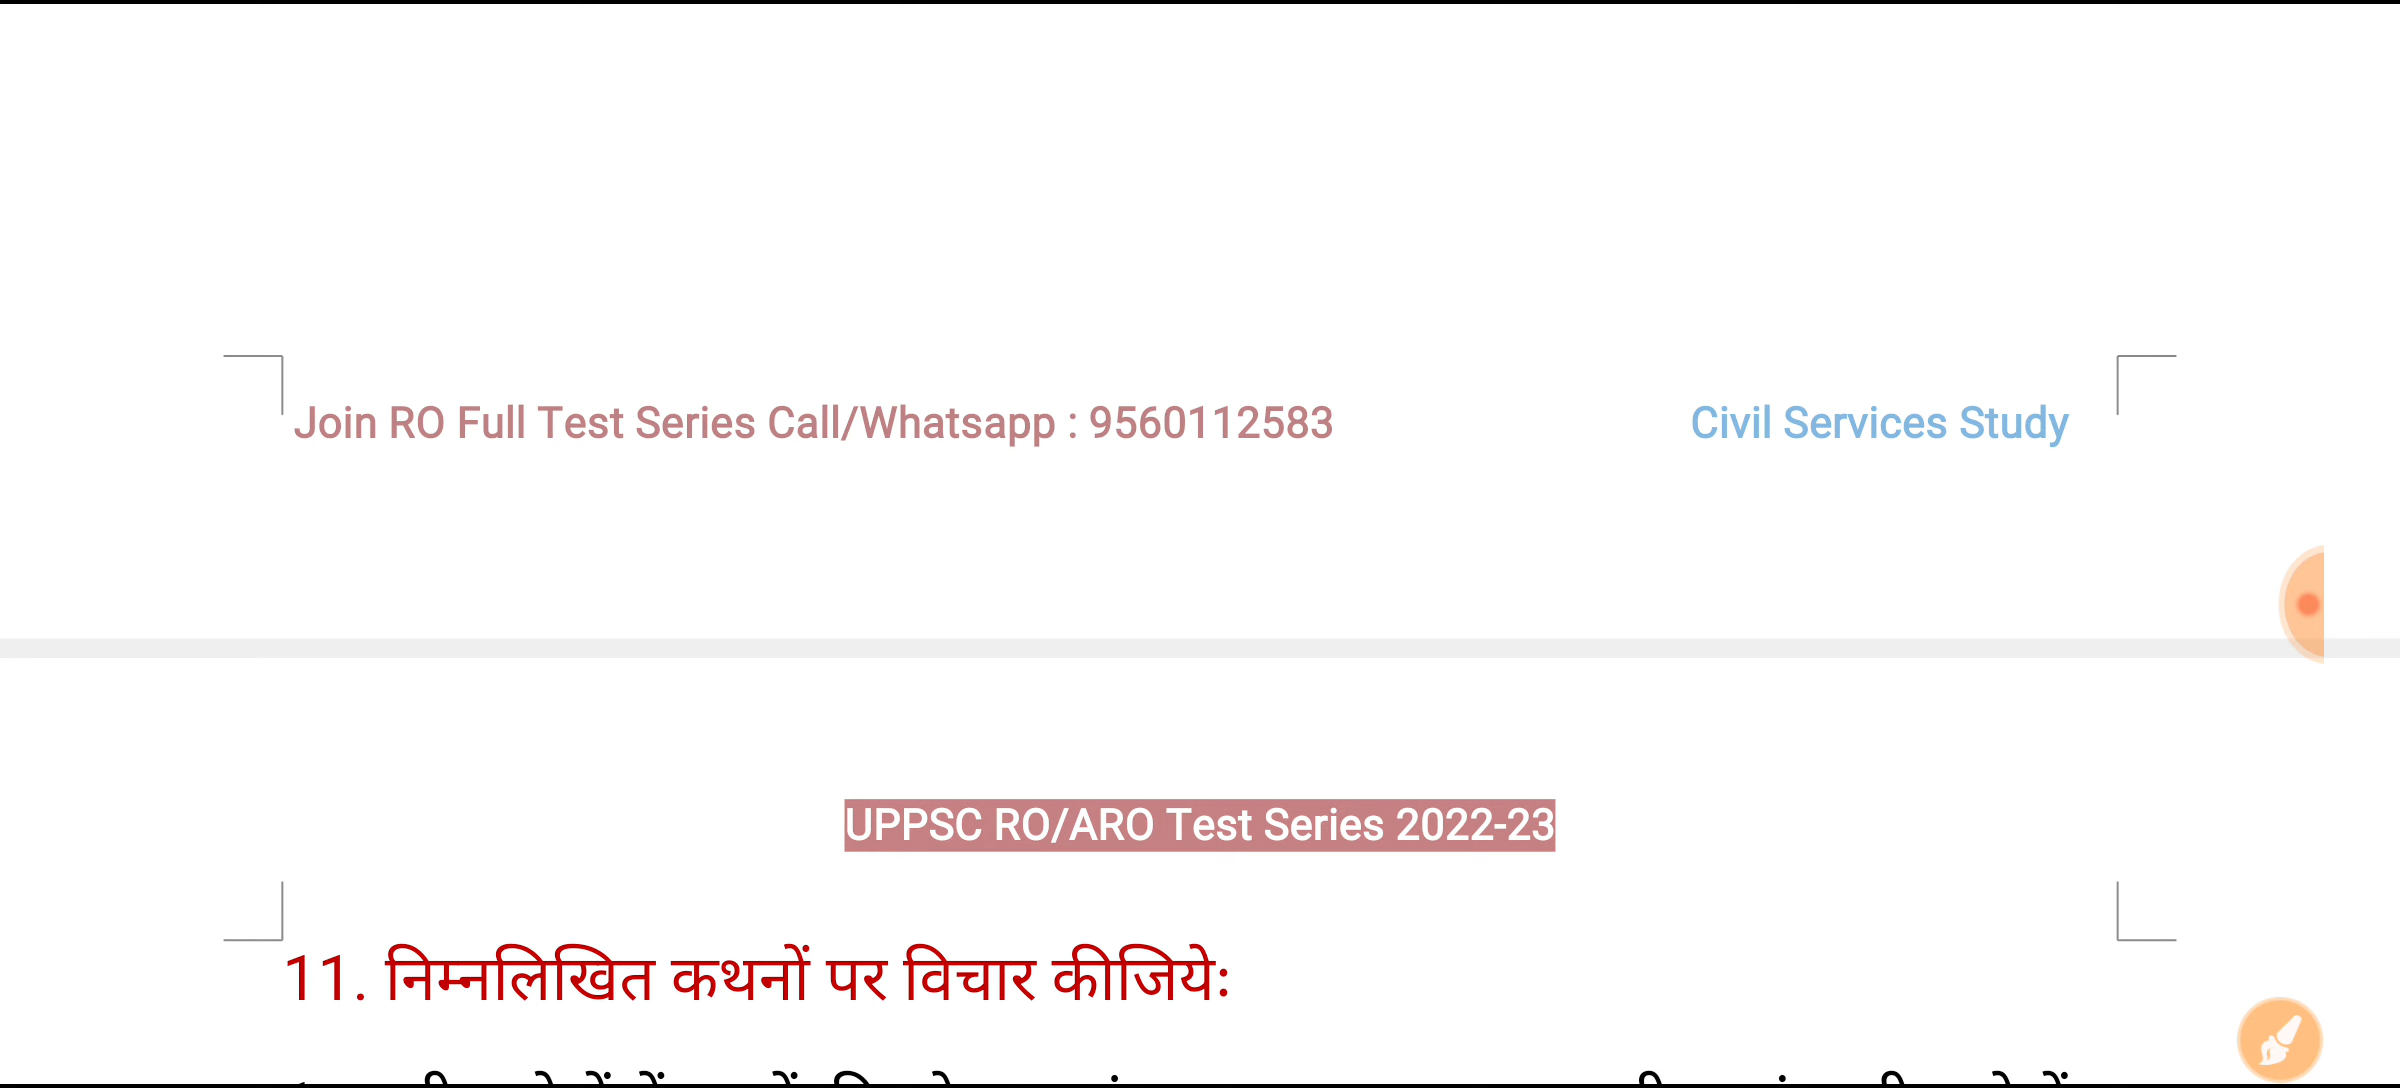 Join RO Full Test Series Call/Whatsapp : 9560112583 Civil Services Study
UPPSC RO/ARO Test Series 2022-23
11. निम्नलिखित कथनों पर विचार कीजियेः